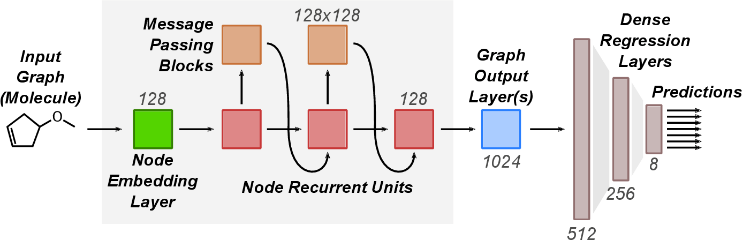 Input
Graph
(Molecule)
O
128
Node
Embedding
Layer
Message
Passing
Blocks
128x128
128
Node Recurrent Units
Graph
Output
Layer(s)
1024
Dense
Regression
Layers
512
256
8
Predictions